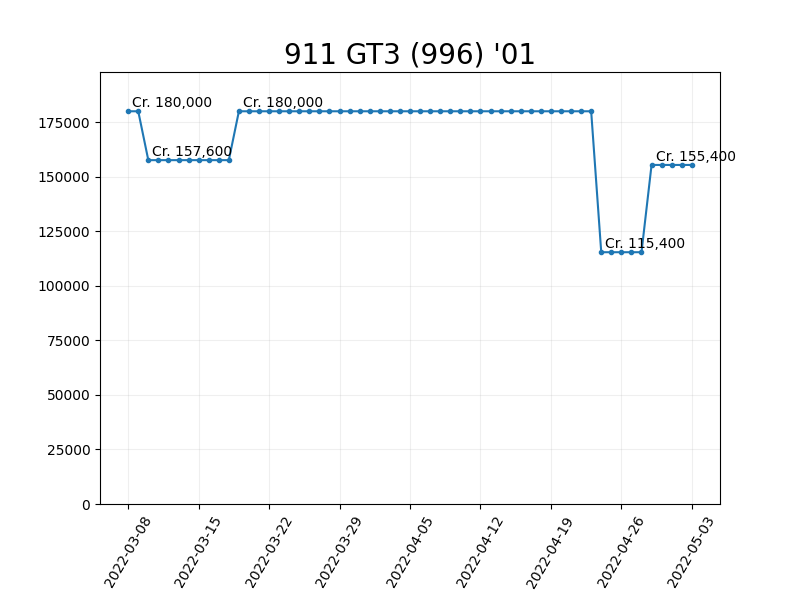 911 GT3 (996) '01
Cr. 180,000
Cr. 180,000
Cr. 157,600
Cr. 155,400
Cr. 115,400
175000
150000
125000
100000
75000
50000
25000
0
2022-03-08
2022-03-15
2022-03-22
2022-03-29
2022-04-05
2022-04-12
2022-04-19
2022-04-26
2022-05-03